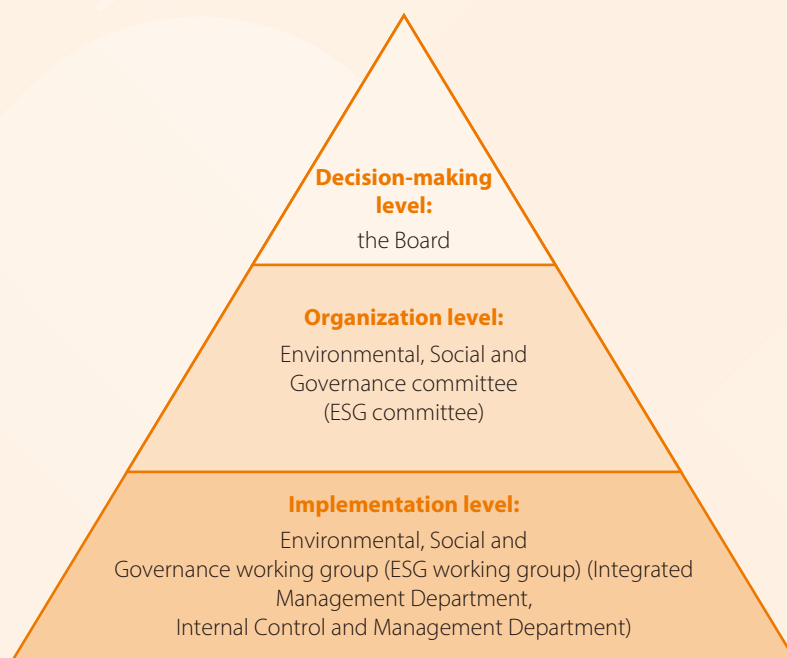 Decision-making
level:
the Board
Organization level:
Environmental, Social and
Governance committee
(ESG committee)
Implementation level:
Environmental, Social and
Governance working group (ESG working group) (Integrated
Management Department,
Internal Control and Management Department)